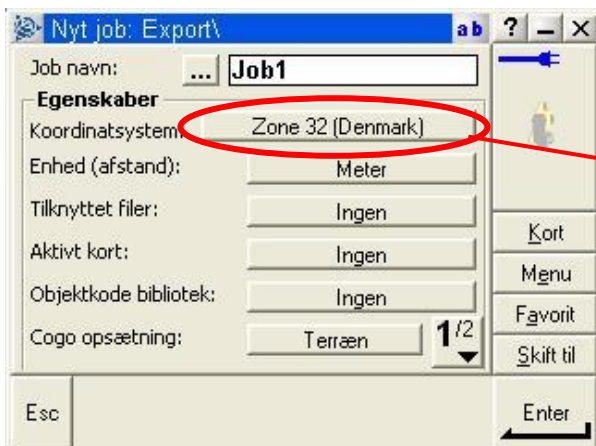 Nyt job: Export\
ab
?
Job navn:
...
Job1
Egenskaber
Koordinatsystem:
Zone 32 (Denmark)
Enhed (afstand):
Meter
Tilknyttet filer:
Ingen
Aktivt kort:
Ingen
Objektkode bibliotek:
Ingen
Cogo opsætning:
Terræn
1/2
Kort
Menu
Favorit
Skift til
Esc
Enter